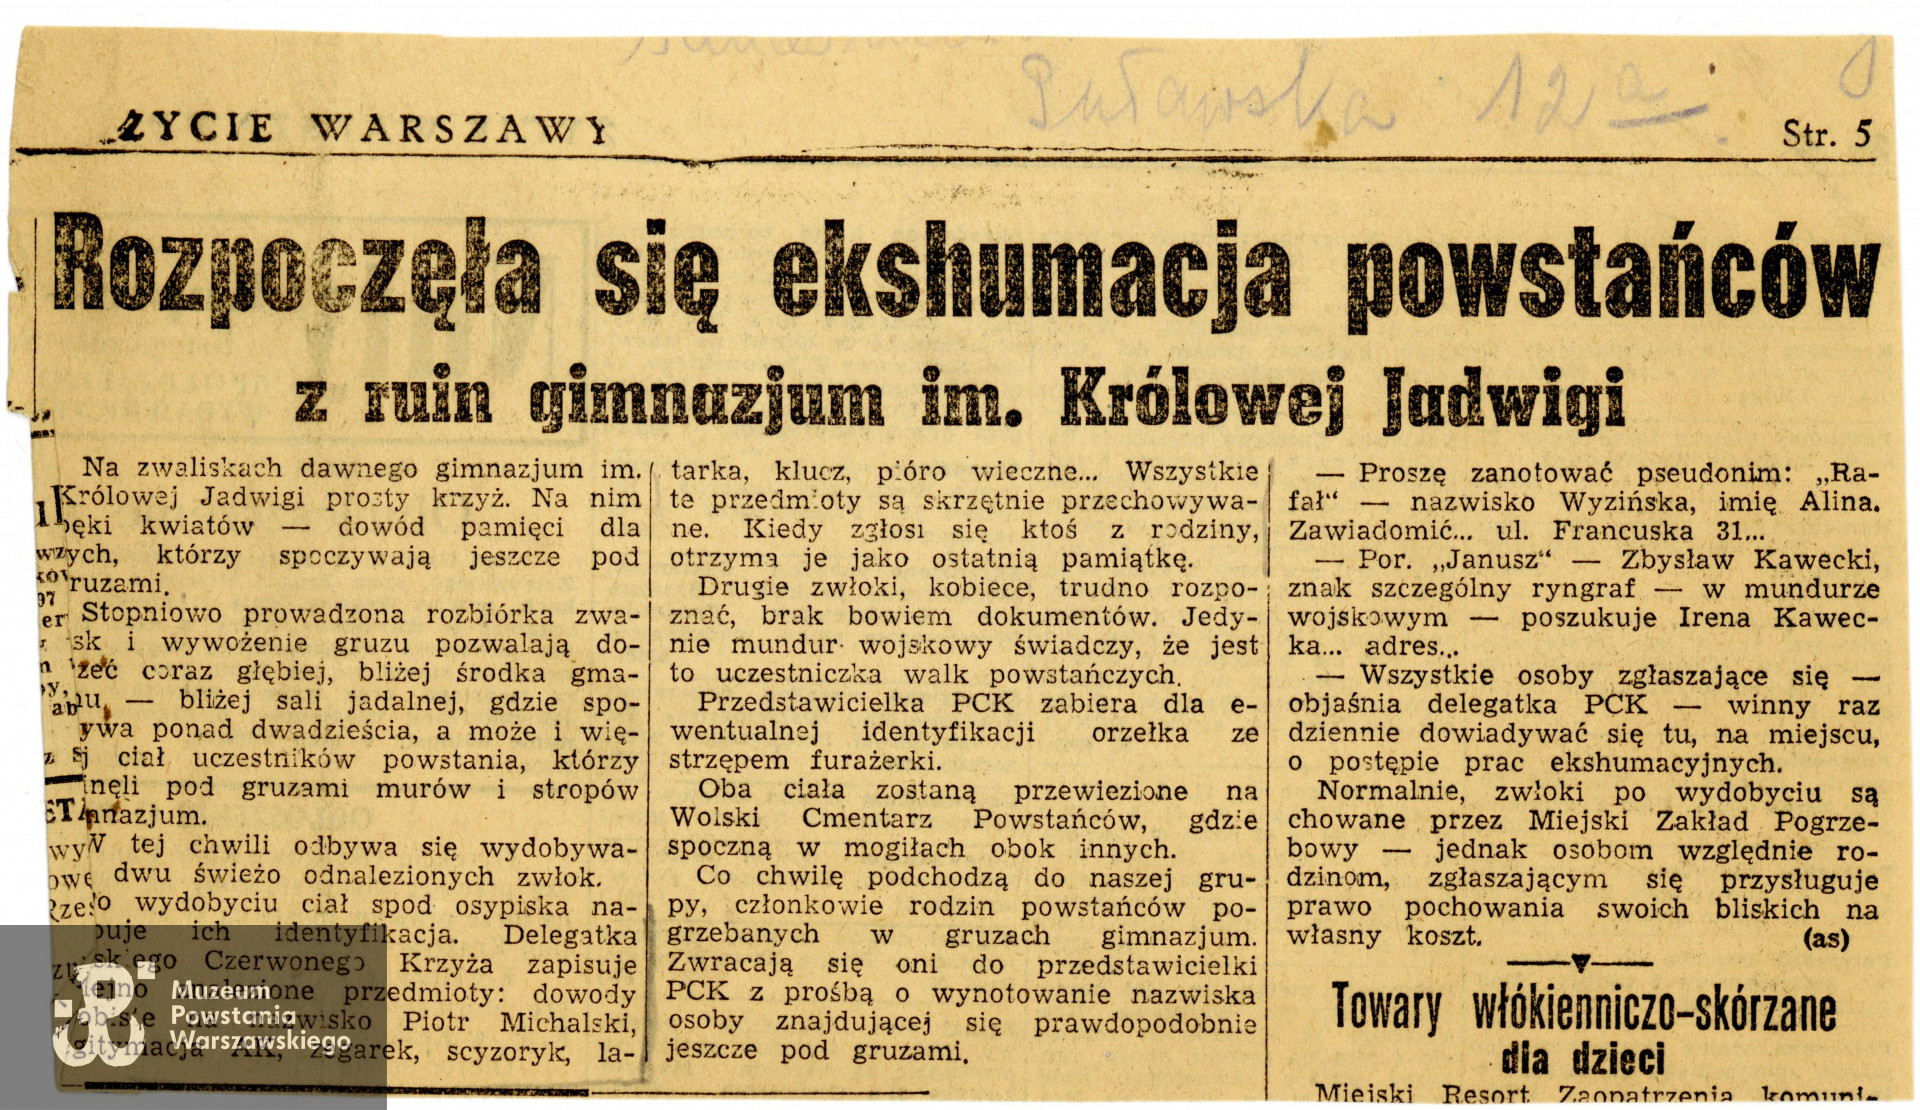 Puławska 12a
ŻYCIE WARSZAWY
Str. 5
Rozpoczęła się ekshumacja powstańców
z ruin gimnazjum im. Królowej Jadwigi
Na zwaliskach dawnego gimnazjum im.
Królowej Jadwigi prosty krzyż. Na nim
pęki kwiatów — dowód pamięci dla
tych, którzy spoczywają jeszcze pod
gruzami.
Stopniowo prowadzona rozbiórka zwa-
lisk i wywożenie gruzu pozwalają do-
trzeć coraz głębiej, bliżej środka gma-
chu, — bliżej sali jadalnej, gdzie spo-
czywa ponad dwadzieścia, a może i wię-
cej ciał uczestników powstania, którzy
zginęli pod gruzami murów i stropów
gimnazjum.
W tej chwili odbywa się wydobywa-
nie dwu świeżo odnalezionych zwłok.
Po wydobyciu ciał spod osypiska na-
stępuje ich identyfikacja. Delegatka
Polskiego Czerwonego Krzyża zapisuje
kolejno znalezione przedmioty: dowody
osobiste na nazwisko Piotr Michalski,
legitymacja AK, zegarek, scyzoryk, la-
tarka, klucz, pióro wieczne... Wszystkie
te przedmioty są skrzętnie przechowywa-
ne. Kiedy zgłosi się ktoś z rodziny,
otrzyma je jako ostatnią pamiątkę.
Drugie zwłoki, kobiece, trudno rozpo-
znać, brak bowiem dokumentów. Jedy-
nie mundur wojskowy świadczy, że jest
to uczestniczka walk powstańczych.
Przedstawicielka PCK zabiera dla e-
wentualnej identyfikacji orzełka ze
strzępem furażerki.
Oba ciała zostaną przewiezione na
Wolski Cmentarz Powstańców, gdzie
spoczną w mogiłach obok innych.
Co chwilę podchodzą do naszej gru-
py, członkowie rodzin powstańców po-
grzebanych w gruzach gimnazjum.
Zwracają się oni do przedstawicielki
PCK z prośbą o wynotowanie nazwiska
osoby znajdującej się prawdopodobnie
jeszcze pod gruzami.
— Proszę zanotować pseudonim: „Ra-
fał“ — nazwisko Wyzińska, imię Alina.
Zawiadomić... ul. Francuska 31...
— Por. „Janusz“ — Zbysław Kawecki,
znak szczególny ryngraf — w mundurze
wojskowym — poszukuje Irena Kawec-
ka... adres...
— Wszystkie osoby zgłaszające się —
objaśnia delegatka PCK — winny raz
dziennie dowiadywać się tu, na miejscu,
o postępie prac ekshumacyjnych.
Normalnie, zwłoki po wydobyciu są
chowane przez Miejski Zakład Pogrze-
bowy — jednak osobom względnie ro-
dzinom, zgłaszającym się przysługuje
prawo pochowania swoich bliskich na
własny koszt. (as)
Towary włókienniczo-skórzane
dla dzieci
Miejski Resort Zaopatrzenia komuni-
Muzeum
Powstania
Warszawskiego